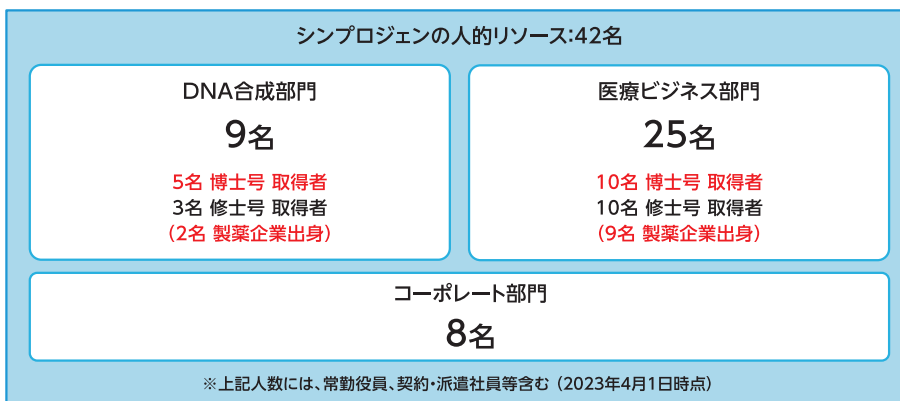 シンプロジェンの人的リソース:42名
DNA合成部門
9名
5名 博士号 取得者
3名 修士号 取得者
(2名 製薬企業出身)
医療ビジネス部門
25名
10名 博士号 取得者
10名 修士号 取得者
(9名 製薬企業出身)
コーポレート部門
8名
※上記人数には、常勤役員、契約・派遣社員等含む (2023年4月1日時点)